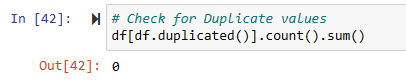 In [42]: # Check for Duplicate values
df[df.duplicated()].count().sum()
Out[42]: 0